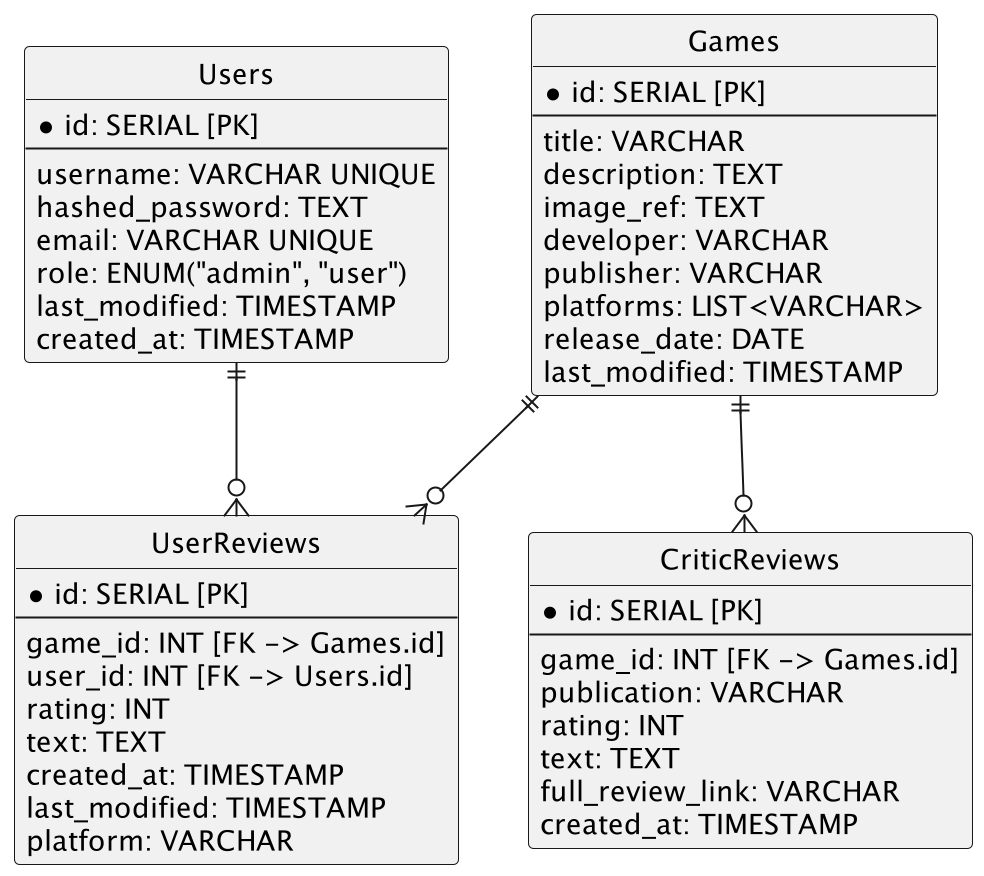 Users
id: SERIAL [PK]
username: VARCHAR UNIQUE
hashed_password: TEXT
email: VARCHAR UNIQUE
role: ENUM("admin", "user")
last_modified: TIMESTAMP
created_at: TIMESTAMP
Games
id: SERIAL [PK]
title: VARCHAR
description: TEXT
image_ref: TEXT
developer: VARCHAR
publisher: VARCHAR
platforms: LIST<VARCHAR>
release_date: DATE
last_modified: TIMESTAMP
UserReviews
id: SERIAL [PK]
game_id: INT [FK -> Games.id]
user_id: INT [FK -> Users.id]
rating: INT
text: TEXT
created_at: TIMESTAMP
last_modified: TIMESTAMP
platform: VARCHAR
CriticReviews
id: SERIAL [PK]
game_id: INT [FK -> Games.id]
publication: VARCHAR
rating: INT
text: TEXT
full_review_link: VARCHAR
created_at: TIMESTAMP